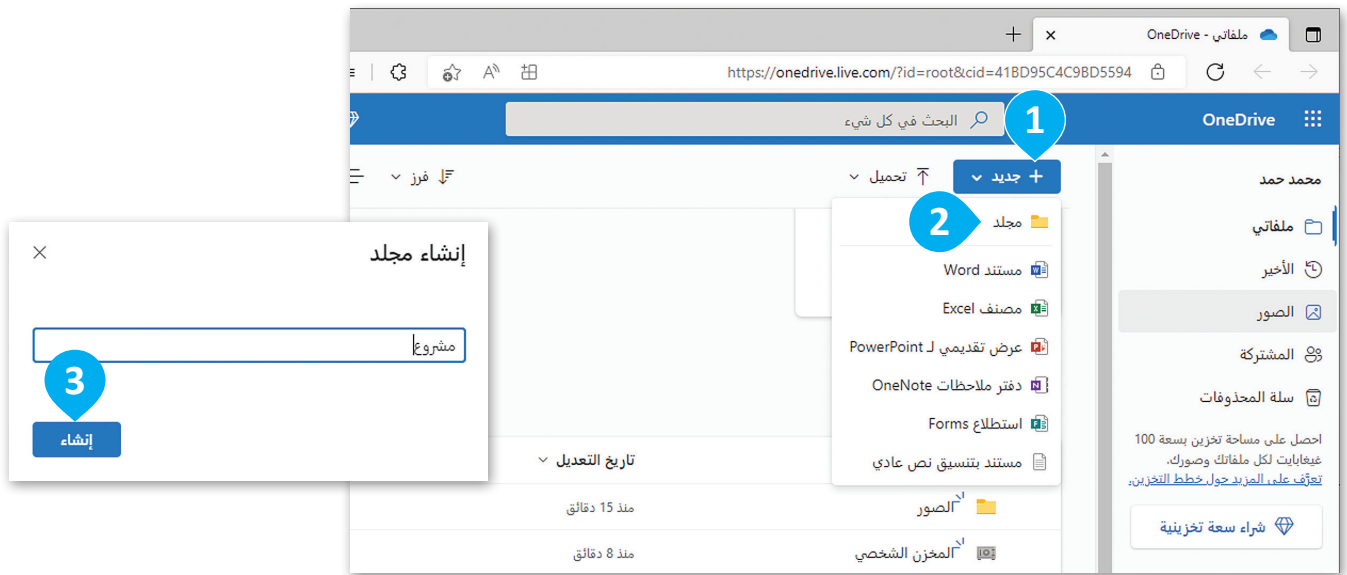 ملفاتي - OneDrive
https://onedrive.live.com/?id=root&cid=41BD95C4C9BD5594
OneDrive
البحث في كل شيء
1
محمد حمد
ملفاتي
الأخير
الصور
المشتركة
سلة المحذوفات
احصل على مساحة تخزين بسعة 100
غيغابايت لكل ملفاتك وصورك.
تعرّف على المزيد حول خطط التخزين.
شراء سعة تخزينية
جديد
تحميل
فرز
2
مجلد
مستند Word
مصنف Excel
عرض تقديمي لـ PowerPoint
دفتر ملاحظات OneNote
استطلاع Forms
مستند بتنسيق نص عادي
تاريخ التعديل
الصور
منذ 15 دقائق
المخزن الشخصي
منذ 8 دقائق
إنشاء مجلد
مشروع
3
إنشاء